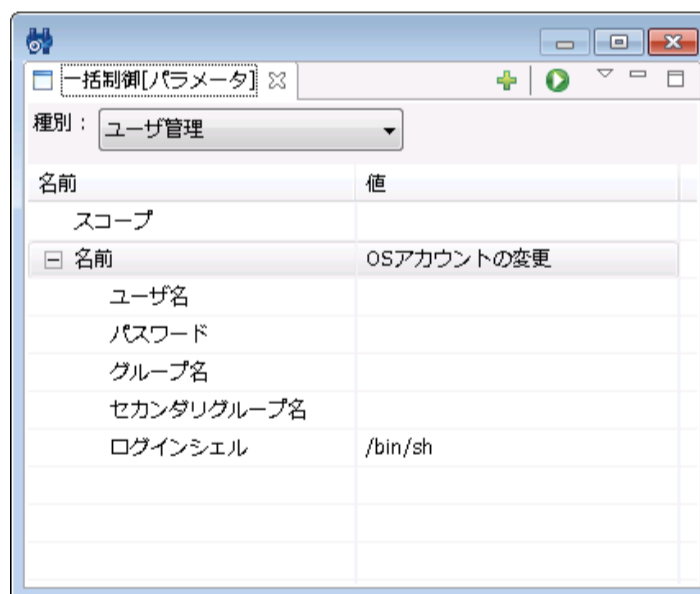 一括制御[パラメータ]
種別： ユーザ管理
名前 値
スコープ
名前 OSアカウントの変更
ユーザ名
パスワード
グループ名
セカンダリグループ名
ログインシェル /bin/sh